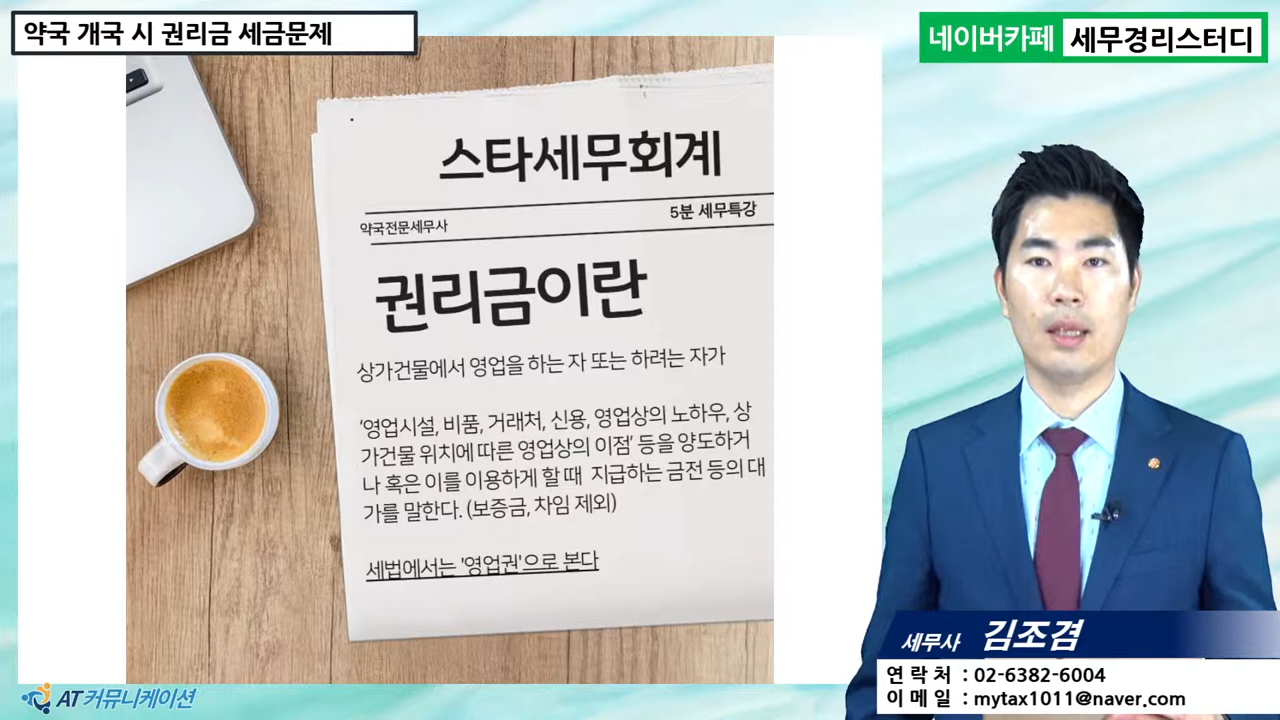 약국 개국 시 권리금 세금문제
네이버카페 세무경리스터디
스타세무회계
약국전문세무사
5분 세무특강
권리금이란
상가건물에서 영업을 하는 자 또는 하려는 자가
'영업시설, 비품, 거래처, 신용, 영업상의 노하우, 상
가건물 위치에 따른 영업상의 이점' 등을 양도하거
나 혹은 이를 이용하게 할 때 지급하는 금전 등의 대
가를 말한다. (보증금, 차임 제외)
세법에서는 '영업권'으로 본다
세무사 김조겸
연 락 처 : 02-6382-6004
이 메 일 : mytax1011@naver.com
AT커뮤니케이션